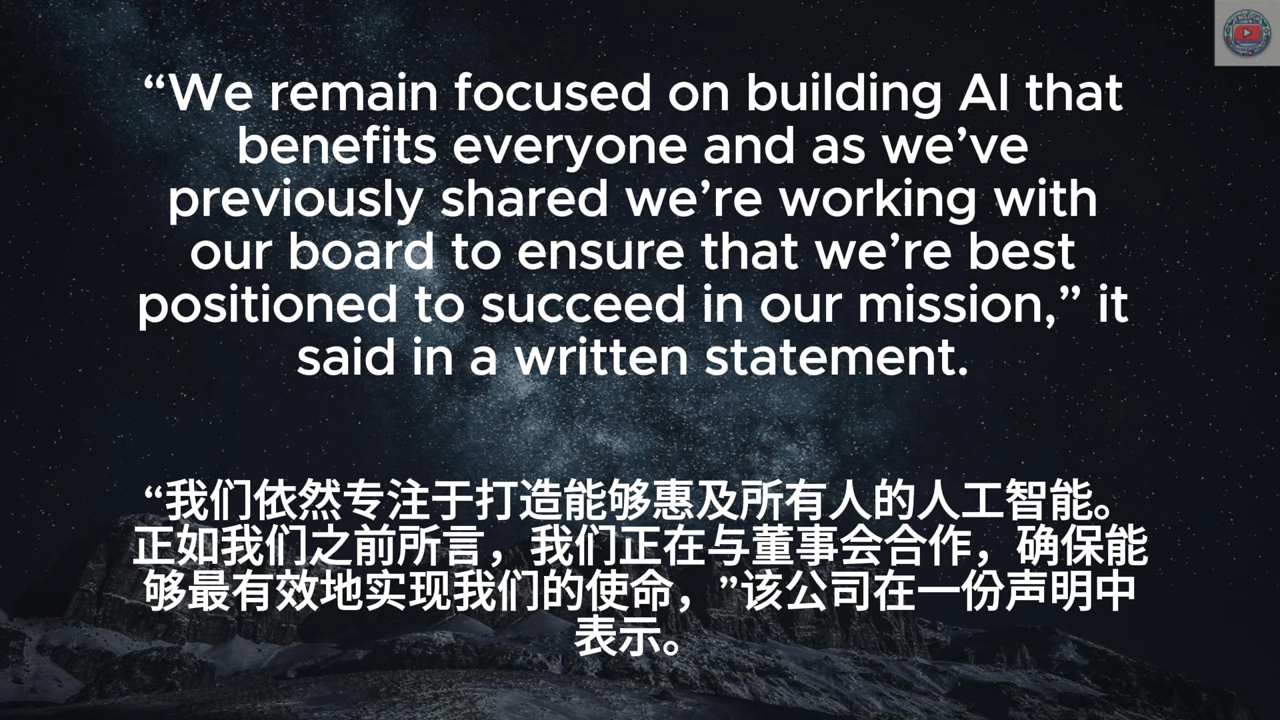 “We remain focused on building AI that
benefits everyone and as we’ve
previously shared we’re working with
our board to ensure that we’re best
positioned to succeed in our mission,” it
said in a written statement.
“我们依然专注于打造能够惠及所有人的人工智能。
正如我们之前所言，我们正在与董事会合作，确保能
够最有效地实现我们的使命，”该公司在一份声明中
表示。